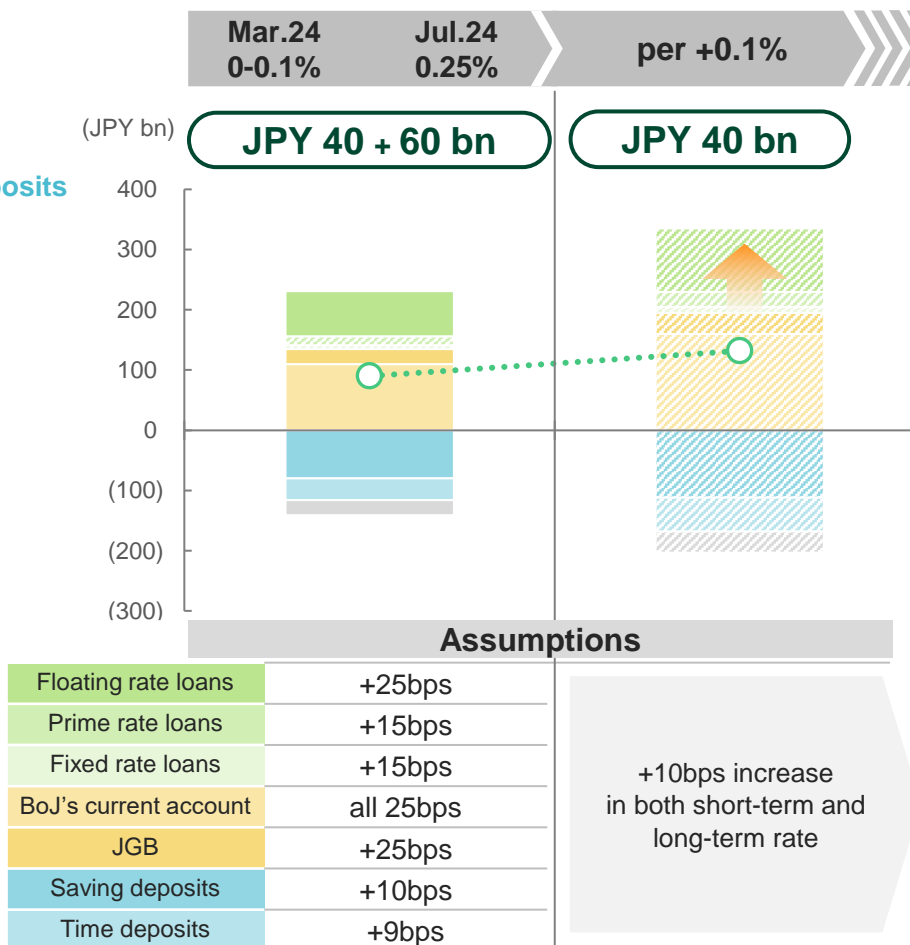 Mar.24 Jul.24
0-0.1% 0.25%
per +0.1%
(JPY bn)
JPY 40 + 60 bn
JPY 40 bn
posits
400
300
200
100
0
(100)
(200)
(300)
Assumptions
Floating rate loans +25bps
Prime rate loans +15bps
Fixed rate loans +15bps
BoJ's current account all 25bps
JGB +25bps
Saving deposits +10bps
Time deposits +9bps
+10bps increase
in both short-term and
long-term rate